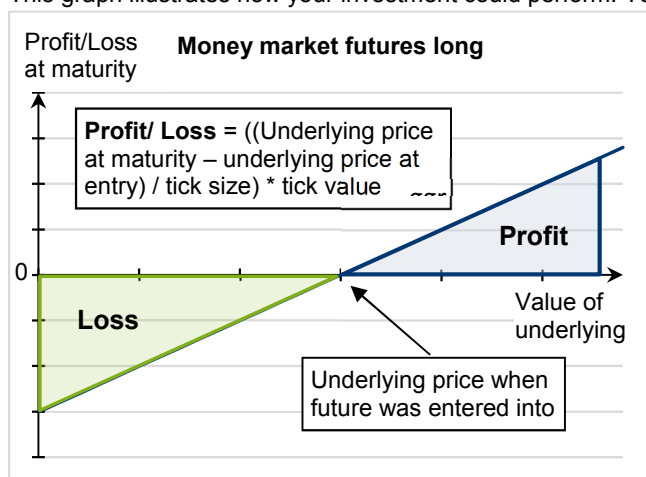 This graph illustrates how your investment could perform.
Profit/Loss
at maturity
Money market futures long
Profit/ Loss = ((Underlying price
at maturity – underlying price at
entry) / tick size) * tick value
Profit
0
Loss
Value of
underlying
Underlying price when
future was entered into